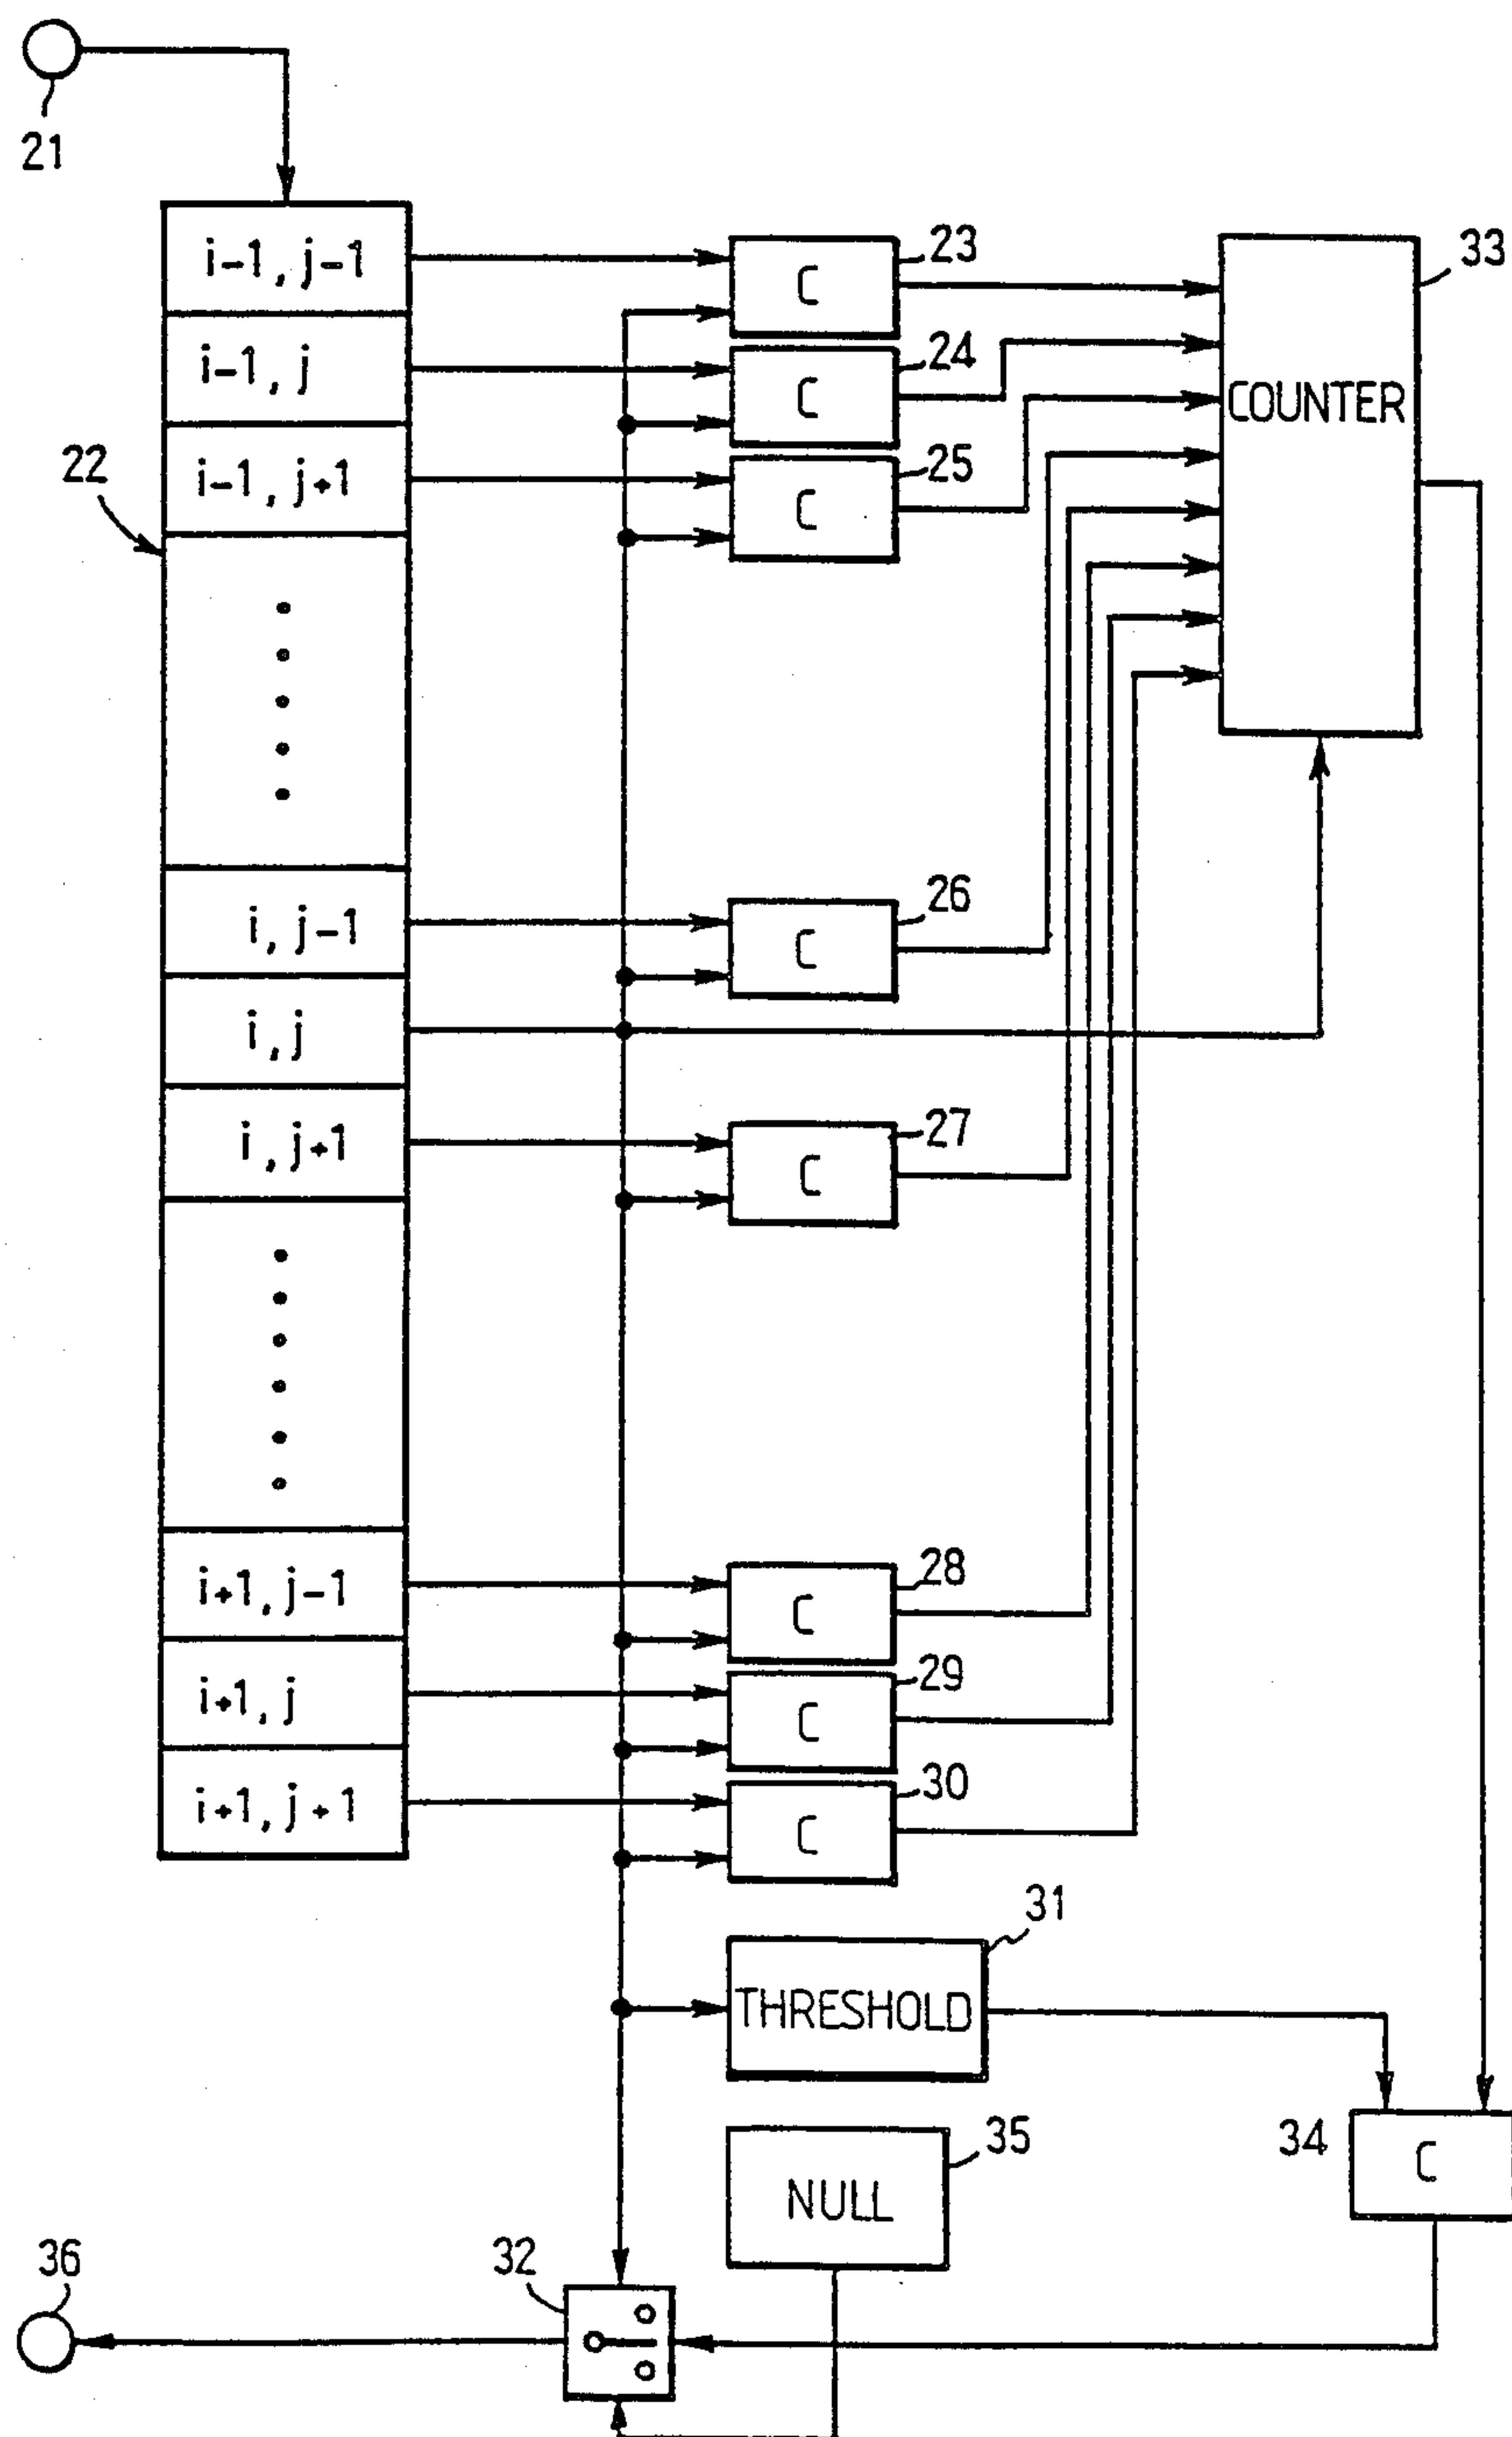 21
i-1, j-1
C
23
33
i-1, j
C
24
COUNTER
22
i-1, j+1
C
25
i, j-1
C
26
i, j
i, j+1
C
27
i+1, j-1
C
28
i+1, j
C
29
i+1, j+1
C
30
31
THRESHOLD
35
34
C
NULL
36
32